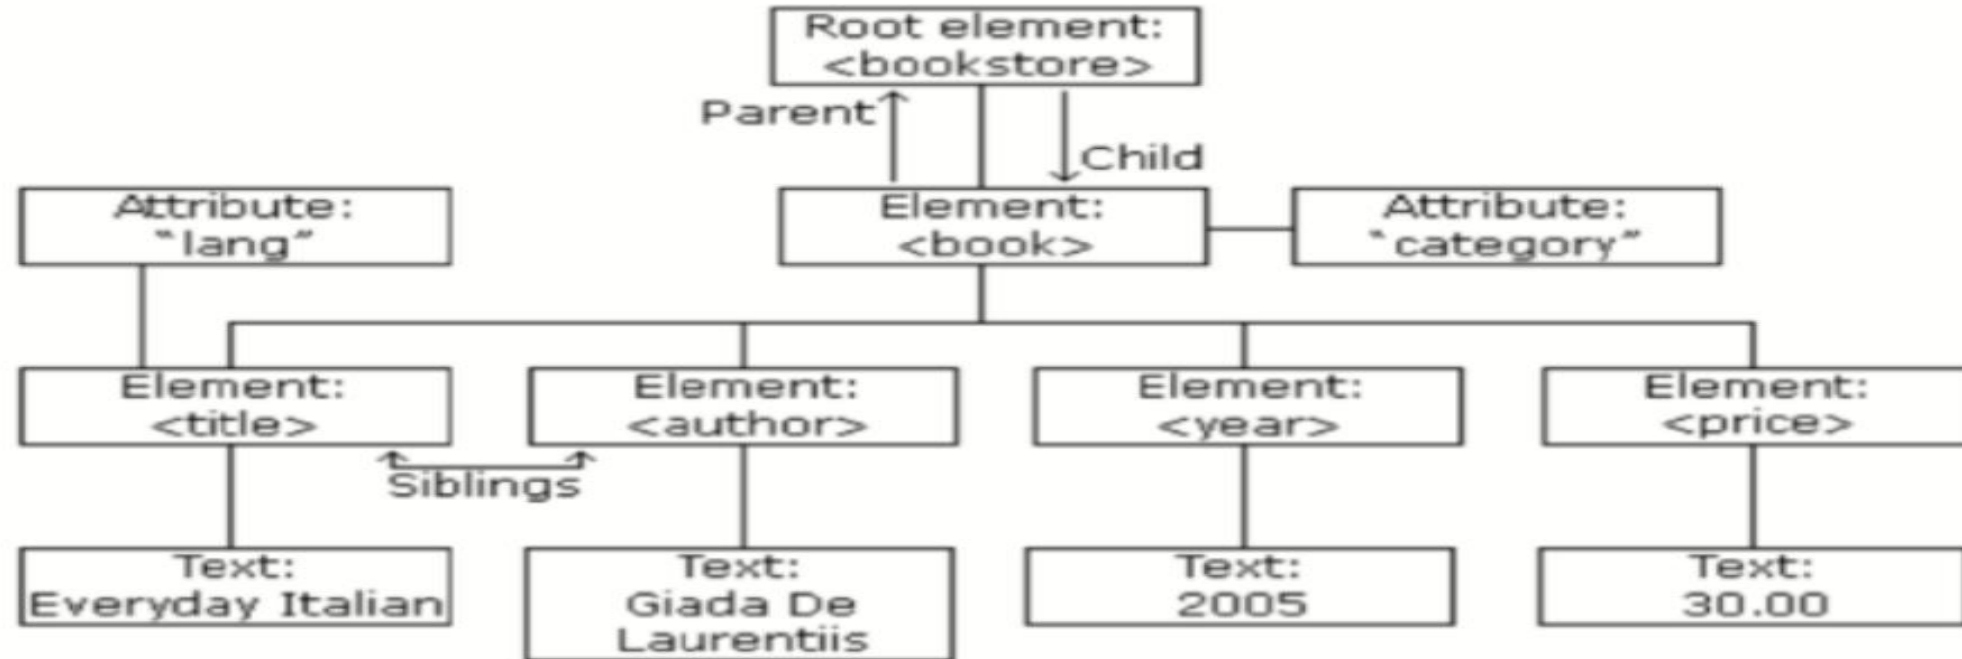 Root element:
<bookstore>
Parent
Child
Attribute:
“lang”
Element:
<book>
Attribute:
“category”
Element:
<title>
Element:
<author>
Element:
<year>
Element:
<price>
Siblings
Text:
Everyday Italian
Text:
Giada De
Laurentiis
Text:
2005
Text:
30.00